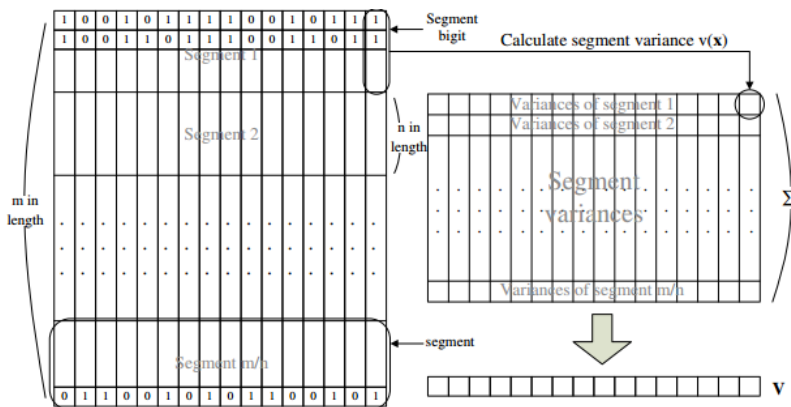 1 0 0 1 0 1 1 1 1 0 0 1 0 1 1 1
1 0 0 1 1 0 1 1 1 1 0 1 0 1 1 1
Segment bigit
Calculate segment variance v(x)
Segment 1
Segment 2
n in length
m in length
. . . . . . . . . . . . . . . .
. . . . . . . . . . . . . . . .
. . . . . . . . . . . . . . . .
Segment m/n
segment
0 1 1 0 0 1 0 1 1 0 1 1 0 1 0 1
Variances of segment 1
Variances of segment 2
Segment
variances
Variances of segment m/n
Σ
V